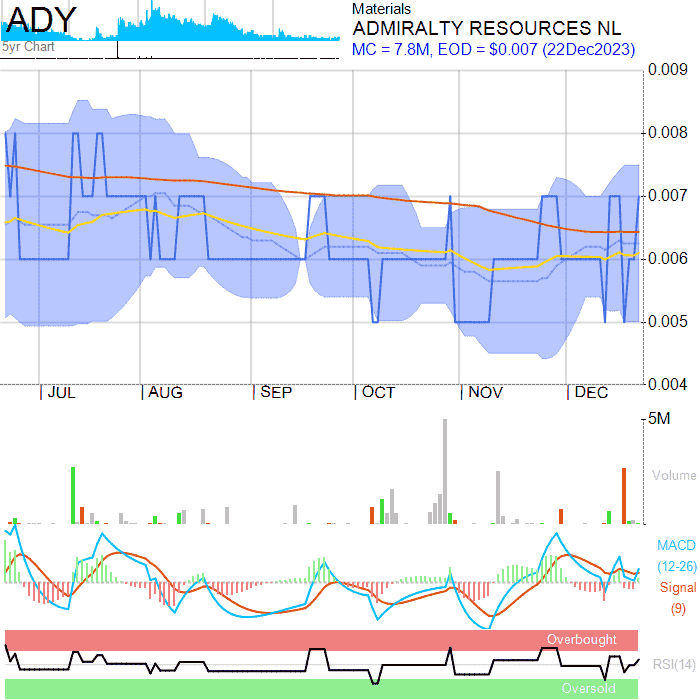 ADY
5yr Chart
Materials
ADMIRALTY RESOURCES NL
MC = 7.8M, EOD = $0.007 (22Dec2023)
0.009
0.008
0.007
0.006
0.005
0.004
JUL AUG SEP OCT NOV DEC
5M
Volume
MACD
(12-26)
Signal
(9)
Overbought
RSI(14)
Oversold